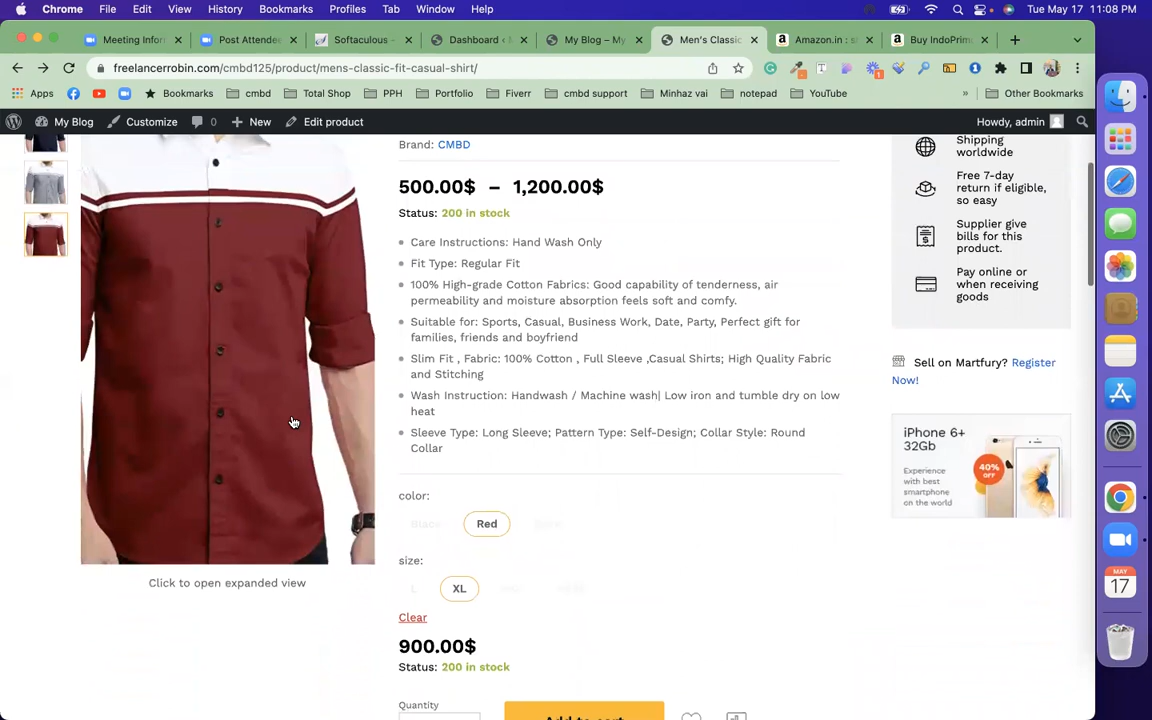 Chrome File Edit View History Bookmarks Profiles Tab Window Help Tue May 17 11:08 PM
Meeting Infor Post Attendee Softaculous - Dashboard ‹ M My Blog – My Men's Classic Amazon.in : s Buy IndoPrim
freelancerrobin.com/cmbd125/product/mens-classic-fit-casual-shirt/
Apps Bookmarks cmbd Total Shop PPH Portfolio Fiverr cmbd support Minhaz vai notepad YouTube » Other Bookmarks
My Blog Customize 0 New Edit product Howdy, admin
Brand: CMBD
500.00$ – 1,200.00$
Status: 200 in stock
Care Instructions: Hand Wash Only
Fit Type: Regular Fit
100% High-grade Cotton Fabrics: Good capability of tenderness, air
permeability and moisture absorption feels soft and comfy.
Suitable for: Sports, Casual, Business Work, Date, Party, Perfect gift for
families, friends and boyfriend
Slim Fit , Fabric: 100% Cotton , Full Sleeve ,Casual Shirts; High Quality Fabric
and Stitching
Wash Instruction: Handwash / Machine wash| Low iron and tumble dry on low
heat
Sleeve Type: Long Sleeve; Pattern Type: Self-Design; Collar Style: Round
Collar
color:
Black Red
size:
L XL
Clear
900.00$
Status: 200 in stock
Quantity
Add to cart
Click to open expanded view
Shipping
worldwide
Free 7-day
return if eligible,
so easy
Supplier give
bills for this
product.
Pay online or
when receiving
goods
Sell on Martfury? Register
Now!
iPhone 6+
32Gb
Experience
with best
smartphone
on the world
40%
OFF
MAY
17